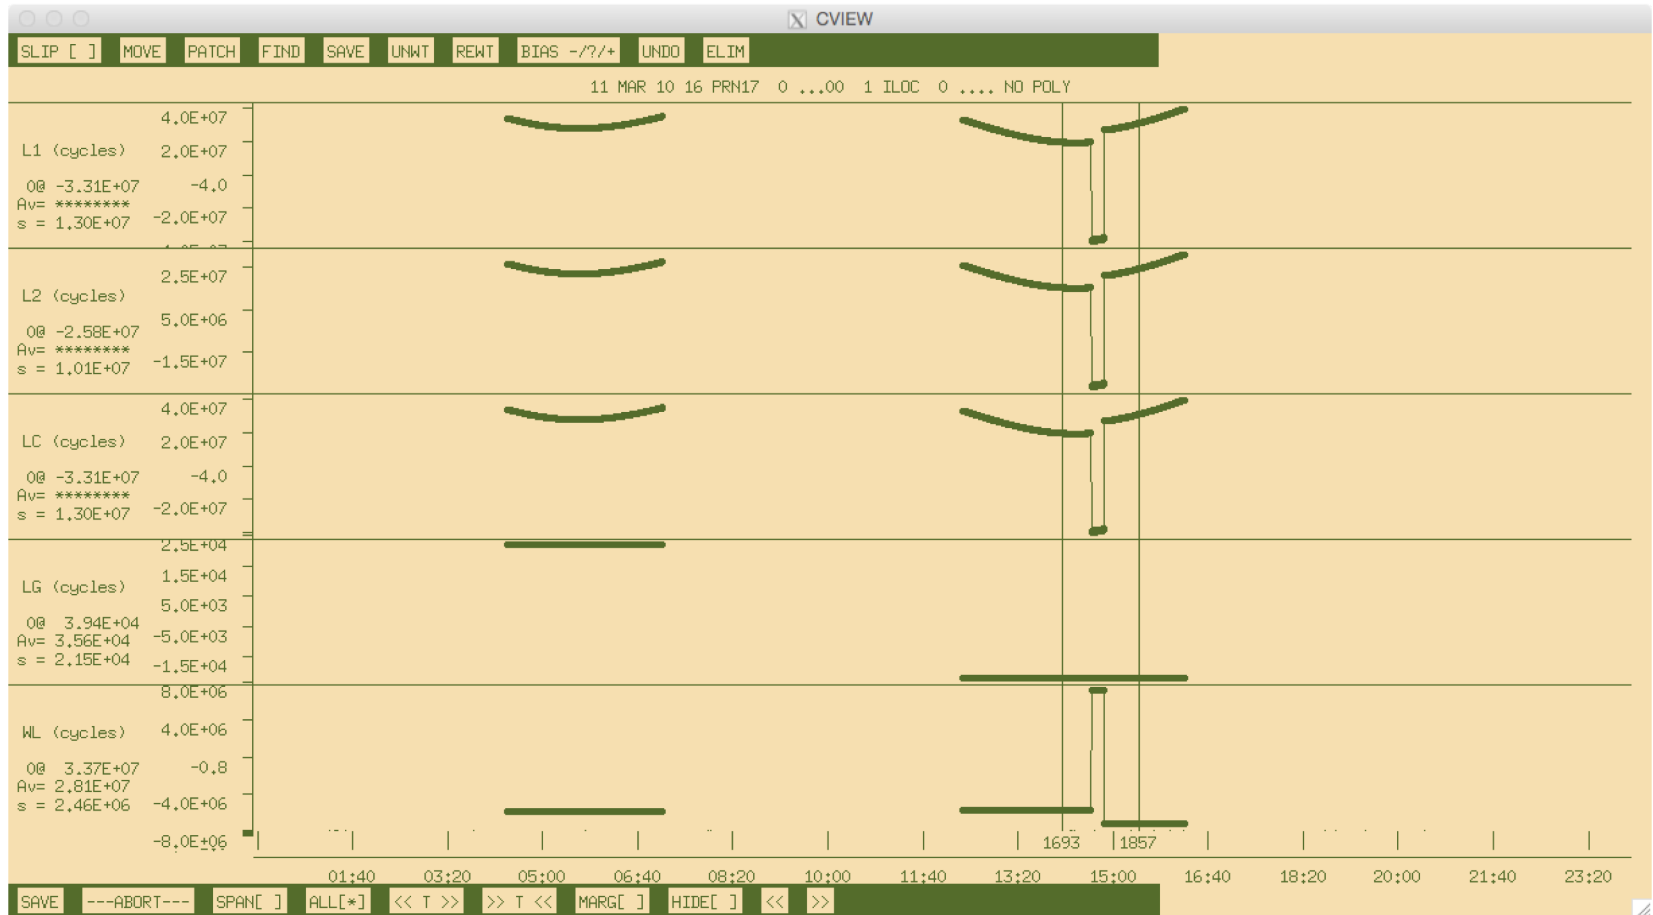 CVIEW
SLIP [ ] MOVE PATCH FIND SAVE UNWT REWT BIAS -/?/+ UNDO ELIM
11 MAR 10 16 PRN17 0 ...00 1 ILOC 0 .... NO POLY
4.0E+07
L1 (cycles) 2.0E+07
0@ -3.31E+07 -4.0
Av= ********
s = 1.30E+07 -2.0E+07
2.5E+07
L2 (cycles)
5.0E+06
0@ -2.58E+07
Av= ********
s = 1.01E+07 -1.5E+07
4.0E+07
LC (cycles) 2.0E+07
0@ -3.31E+07 -4.0
Av= ********
s = 1.30E+07 -2.0E+07
2.5E+04
1.5E+04
LG (cycles)
5.0E+03
0@ 3.94E+04
Av= 3.56E+04 -5.0E+03
s = 2.15E+04 -1.5E+04
8.0E+06
WL (cycles) 4.0E+06
0@ 3.37E+07 -0.8
Av= 2.81E+07
s = 2.46E+06 -4.0E+06
-8.0E+06 1693 1857
01:40 03:20 05:00 06:40 08:20 10:00 11:40 13:20 15:00 16:40 18:20 20:00 21:40 23:20
SAVE ---ABORT--- SPAN[ ] ALL[*] << T >> >> T << MARG[ ] HIDE[ ] << >>